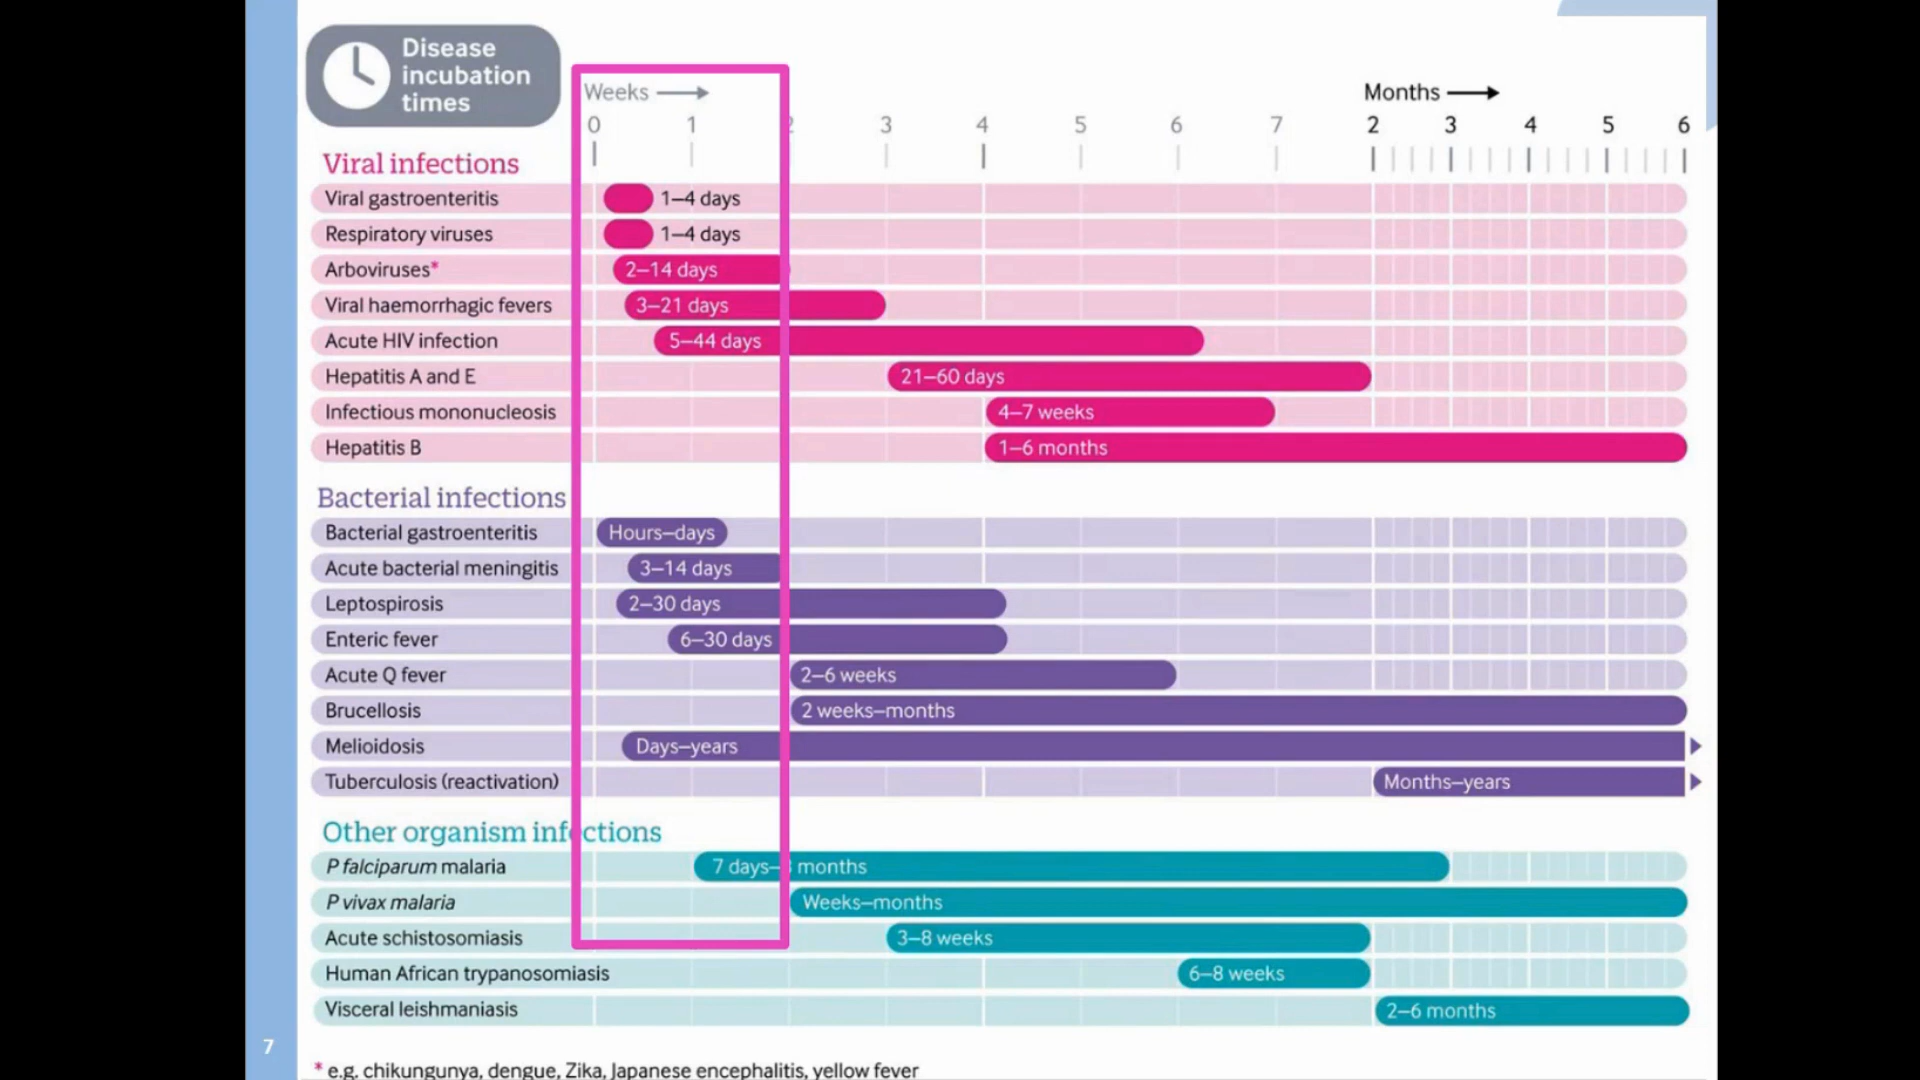 Disease
incubation
times
Weeks
Months
0 1 2 3 4 5 6 7 2 3 4 5 6
Viral infections
Viral gastroenteritis 1–4 days
Respiratory viruses 1–4 days
Arboviruses* 2–14 days
Viral haemorrhagic fevers 3–21 days
Acute HIV infection 5–44 days
Hepatitis A and E 21–60 days
Infectious mononucleosis 4–7 weeks
Hepatitis B 1–6 months
Bacterial infections
Bacterial gastroenteritis Hours–days
Acute bacterial meningitis 3–14 days
Leptospirosis 2–30 days
Enteric fever 6–30 days
Acute Q fever 2–6 weeks
Brucellosis 2 weeks–months
Melioidosis Days–years
Tuberculosis (reactivation) Months–years
Other organism infections
P falciparum malaria 7 days–3 months
P vivax malaria Weeks–months
Acute schistosomiasis 3–8 weeks
Human African trypanosomiasis 6–8 weeks
Visceral leishmaniasis 2–6 months
7
* e.g. chikungunya, dengue, Zika, Japanese encephalitis, yellow fever